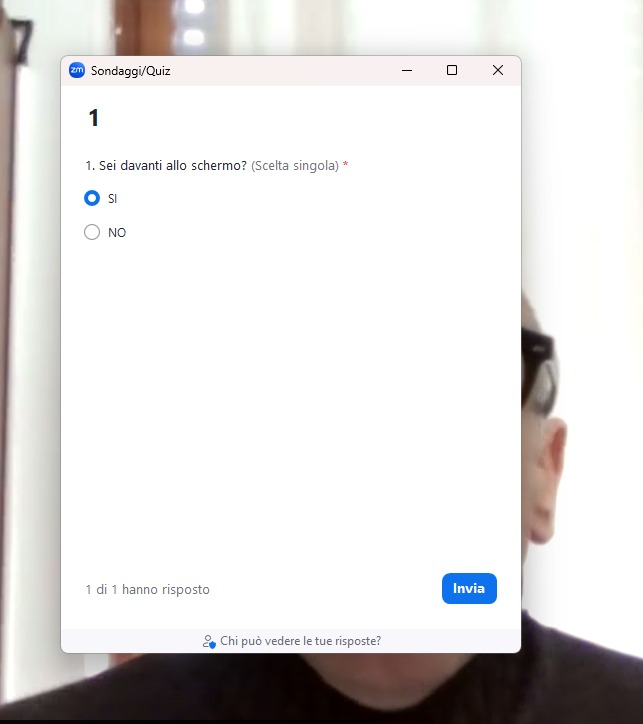 zm Sondaggi/Quiz
1
1. Sei davanti allo schermo? (Scelta singola) *
SI
NO
1 di 1 hanno risposto
Invia
Chi può vedere le tue risposte?